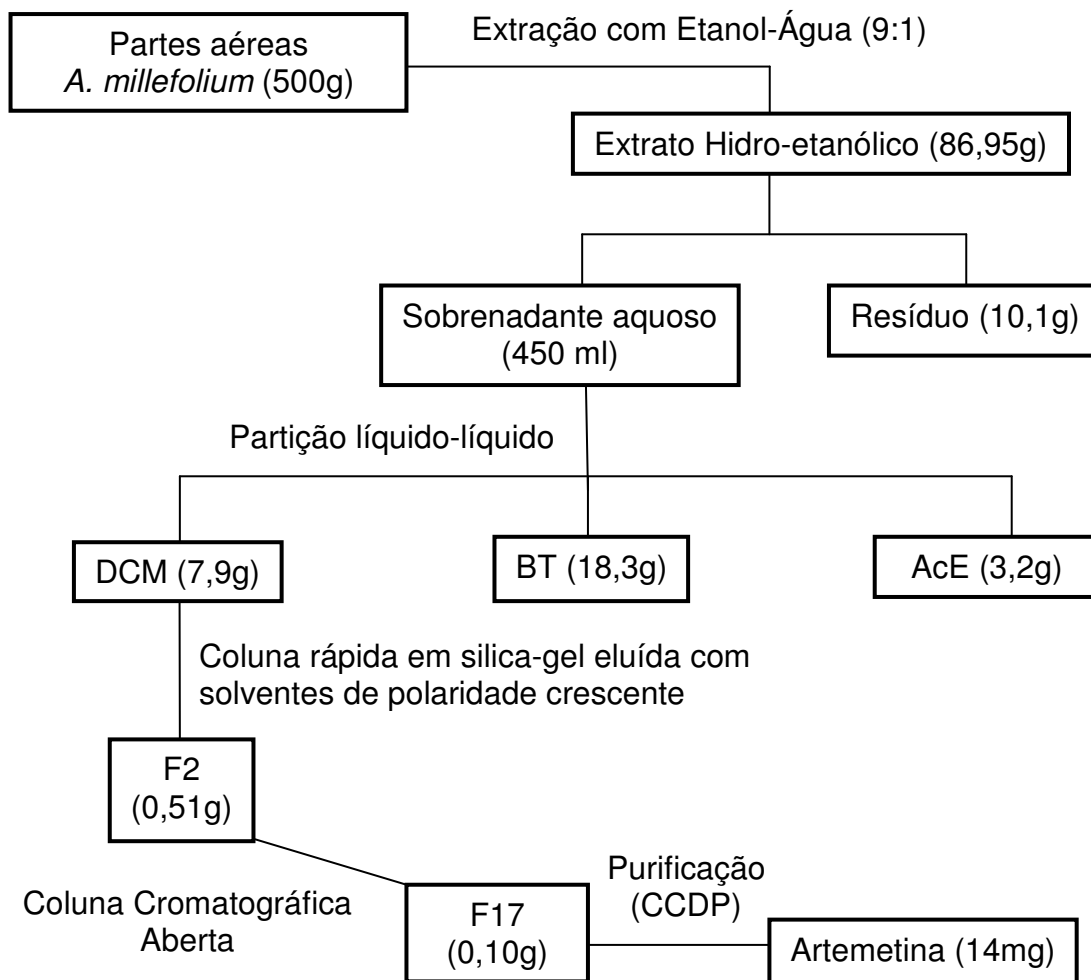 Partes aéreas
A. millefolium (500g)
Extração com Etanol-Água (9:1)
Extrato Hidro-etanólico (86,95g)
Sobrenadante aquoso
(450 ml)
Resíduo (10,1g)
Partição líquido-líquido
DCM (7,9g)
BT (18,3g)
AcE (3,2g)
Coluna rápida em silica-gel eluída com
solventes de polaridade crescente
F2
(0,51g)
Coluna Cromatográfica
Aberta
F17
(0,10g)
Purificação
(CCDP)
Artemetina (14mg)